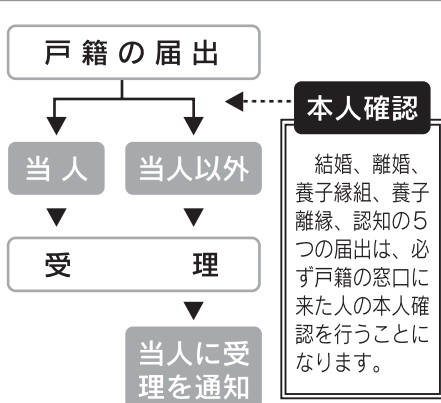 戸籍の届出
本人確認
当人
当人以外
受理
当人に受
理を通知
結婚、離婚、
養子縁組、養子
離縁、認知の5
つの届出は、必
ず戸籍の窓口に
来た人の本人確
認を行うことに
なります。